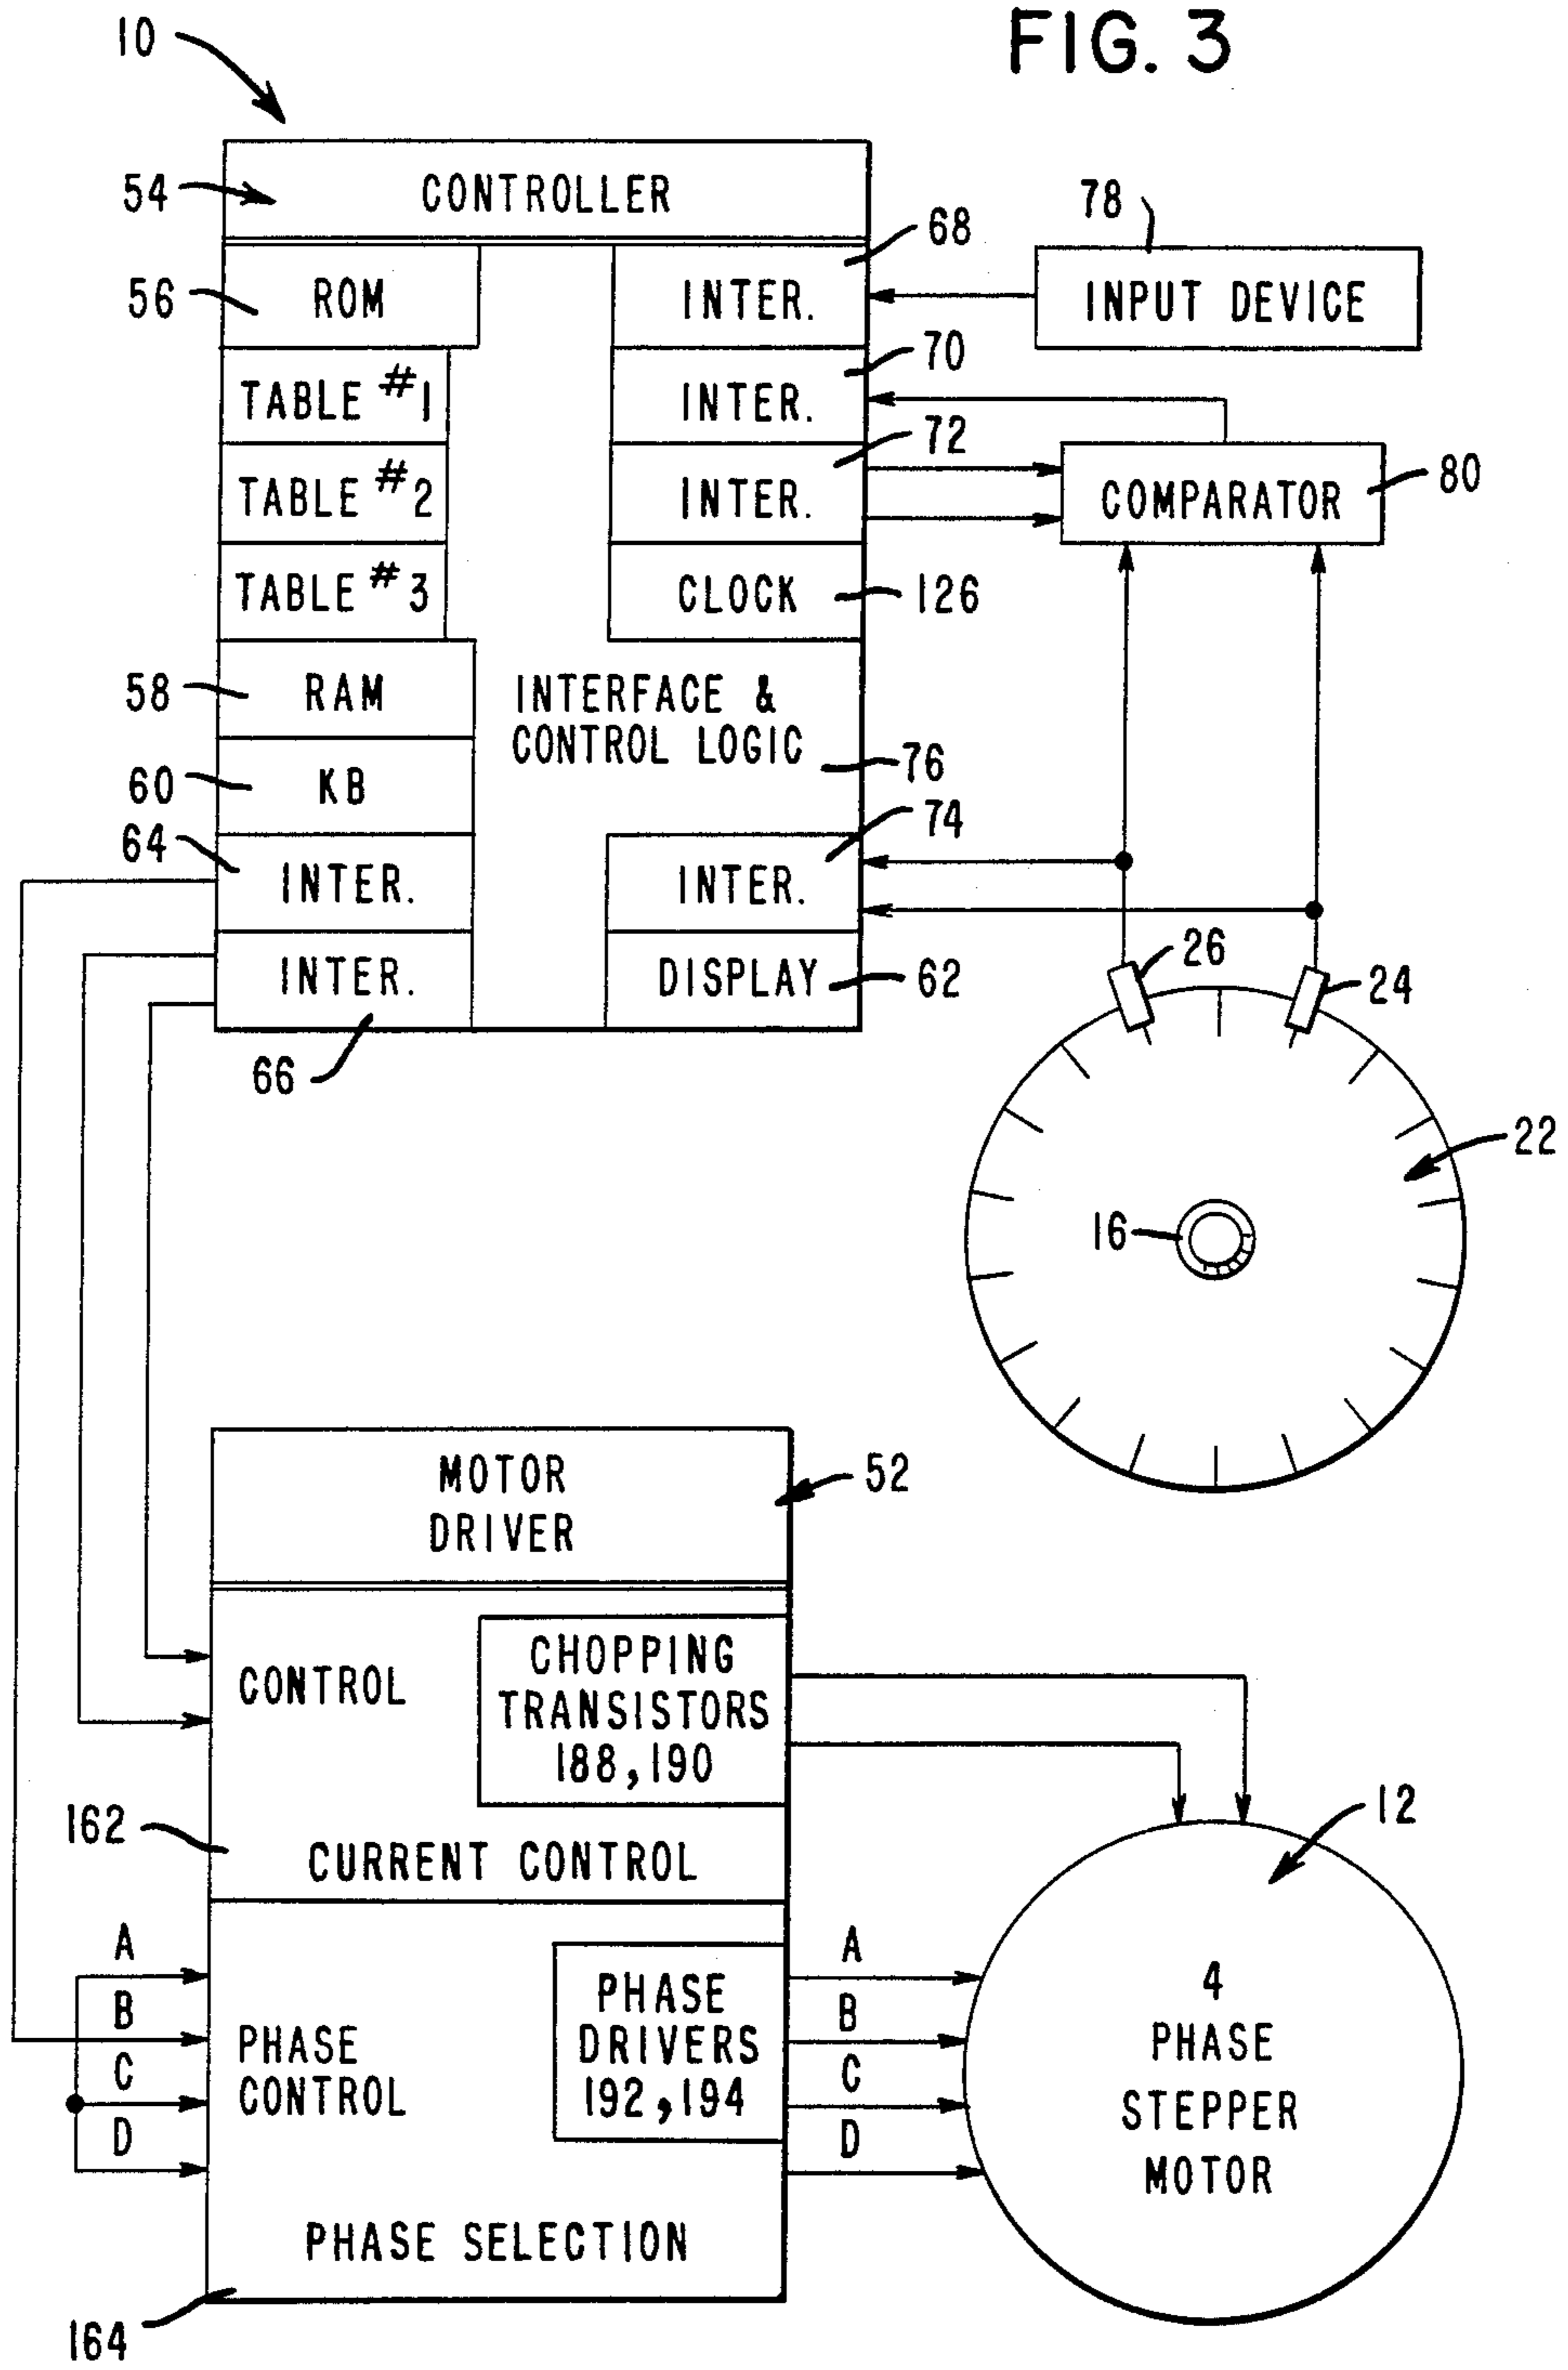 FIG. 3
10
54
CONTROLLER
68
78
56
ROM
INTER.
INPUT DEVICE
70
TABLE #1
INTER.
72
TABLE #2
INTER.
COMPARATOR
80
TABLE #3
CLOCK
126
58
RAM
INTERFACE &
CONTROL LOGIC
76
60
KB
74
64
INTER.
INTER.
26
24
INTER.
DISPLAY
62
66
22
16
MOTOR
DRIVER
52
CONTROL
CHOPPING
TRANSISTORS
188,190
162
CURRENT CONTROL
12
A
B
C
D
PHASE
CONTROL
PHASE
DRIVERS
192,194
A
B
C
D
4
PHASE
STEPPER
MOTOR
PHASE SELECTION
164